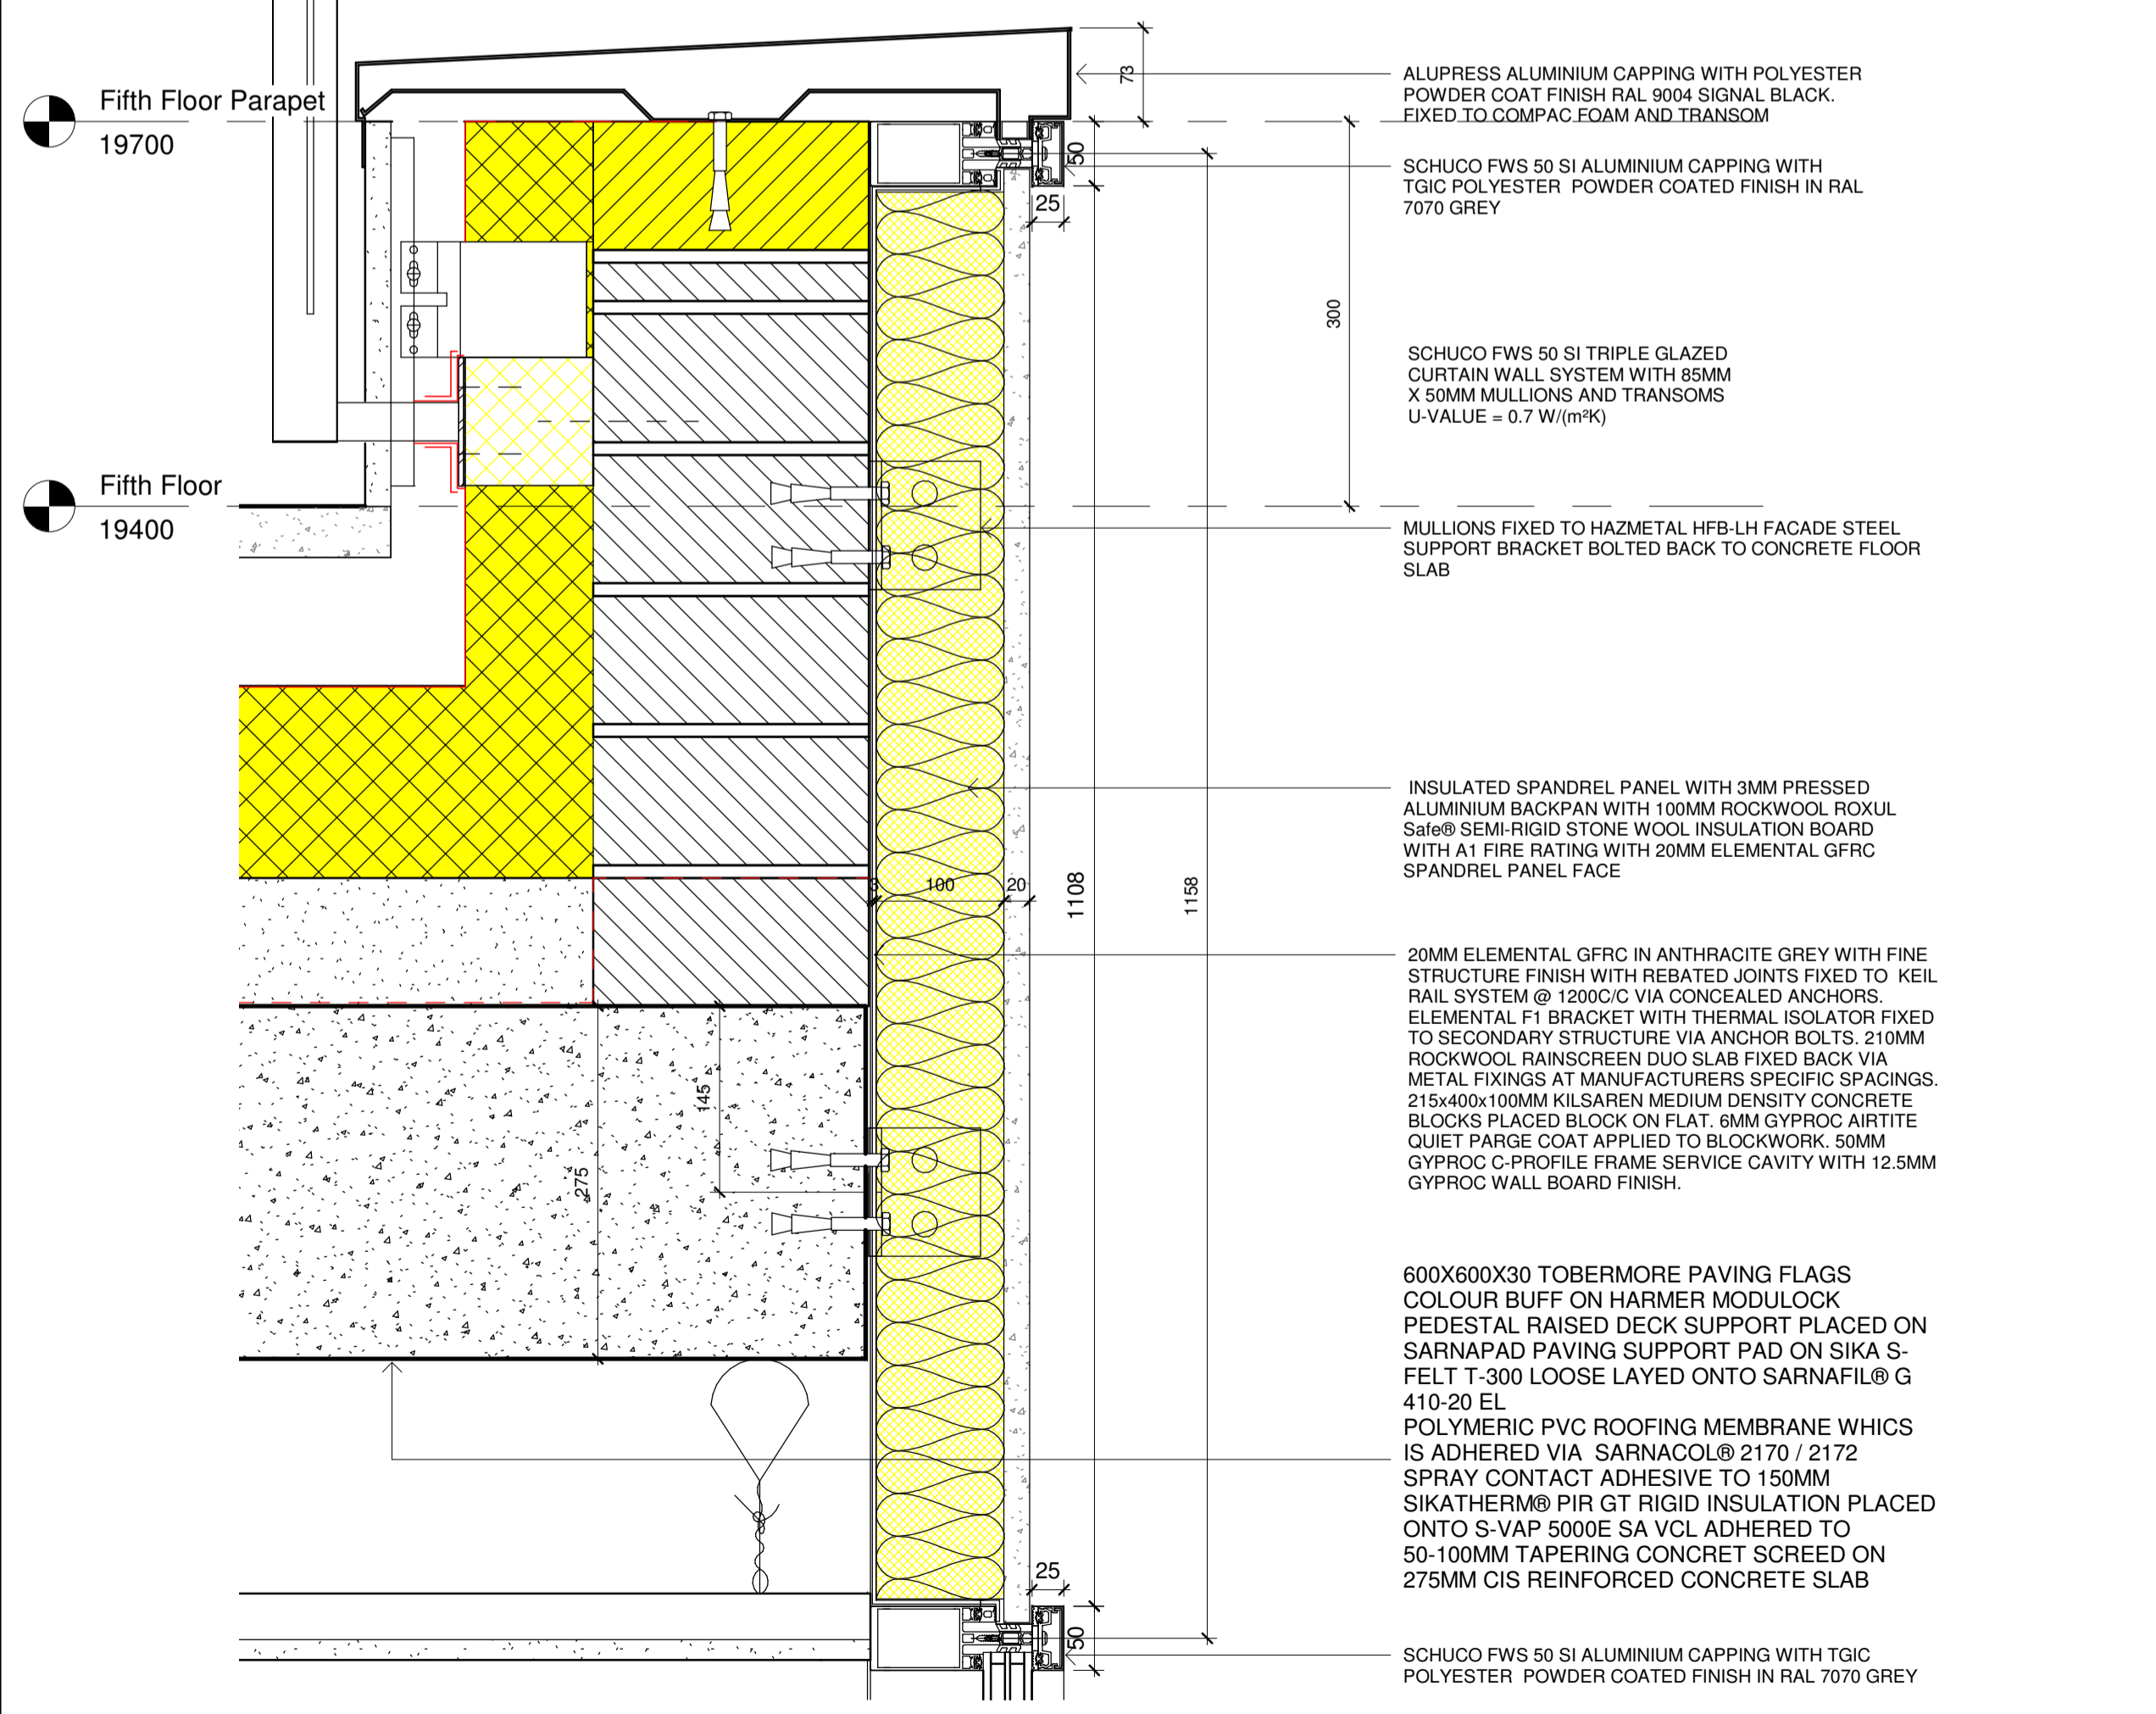 Fifth Floor Parapet
19700
Fifth Floor
19400
73
50
25
300
3
100
20
1108
1158
145
275
25
50
ALUPRESS ALUMINIUM CAPPING WITH POLYESTER
POWDER COAT FINISH RAL 9004 SIGNAL BLACK.
FIXED TO COMPAC FOAM AND TRANSOM
SCHUCO FWS 50 SI ALUMINIUM CAPPING WITH
TGIC POLYESTER POWDER COATED FINISH IN RAL
7070 GREY
SCHUCO FWS 50 SI TRIPLE GLAZED
CURTAIN WALL SYSTEM WITH 85MM
X 50MM MULLIONS AND TRANSOMS
U-VALUE = 0.7 W/(m²K)
MULLIONS FIXED TO HAZMETAL HFB-LH FACADE STEEL
SUPPORT BRACKET BOLTED BACK TO CONCRETE FLOOR
SLAB
INSULATED SPANDREL PANEL WITH 3MM PRESSED
ALUMINIUM BACKPAN WITH 100MM ROCKWOOL ROXUL
Safe® SEMI-RIGID STONE WOOL INSULATION BOARD
WITH A1 FIRE RATING WITH 20MM ELEMENTAL GFRC
SPANDREL PANEL FACE
20MM ELEMENTAL GFRC IN ANTHRACITE GREY WITH FINE
STRUCTURE FINISH WITH REBATED JOINTS FIXED TO KEIL
RAIL SYSTEM @ 1200C/C VIA CONCEALED ANCHORS.
ELEMENTAL F1 BRACKET WITH THERMAL ISOLATOR FIXED
TO SECONDARY STRUCTURE VIA ANCHOR BOLTS. 210MM
ROCKWOOL RAINSCREEN DUO SLAB FIXED BACK VIA
METAL FIXINGS AT MANUFACTURERS SPECIFIC SPACINGS.
215x400x100MM KILSAREN MEDIUM DENSITY CONCRETE
BLOCKS PLACED BLOCK ON FLAT. 6MM GYPROC AIRTITE
QUIET PARGE COAT APPLIED TO BLOCKWORK. 50MM
GYPROC C-PROFILE FRAME SERVICE CAVITY WITH 12.5MM
GYPROC WALL BOARD FINISH.
600X600X30 TOBERMORE PAVING FLAGS
COLOUR BUFF ON HARMER MODULOCK
PEDESTAL RAISED DECK SUPPORT PLACED ON
SARNAPAD PAVING SUPPORT PAD ON SIKA S-
FELT T-300 LOOSE LAYED ONTO SARNAFIL® G
410-20 EL
POLYMERIC PVC ROOFING MEMBRANE WHICS
IS ADHERED VIA SARNACOL® 2170 / 2172
SPRAY CONTACT ADHESIVE TO 150MM
SIKATHERM® PIR GT RIGID INSULATION PLACED
ONTO S-VAP 5000E SA VCL ADHERED TO
50-100MM TAPERING CONCRET SCREED ON
275MM CIS REINFORCED CONCRETE SLAB
SCHUCO FWS 50 SI ALUMINIUM CAPPING WITH TGIC
POLYESTER POWDER COATED FINISH IN RAL 7070 GREY